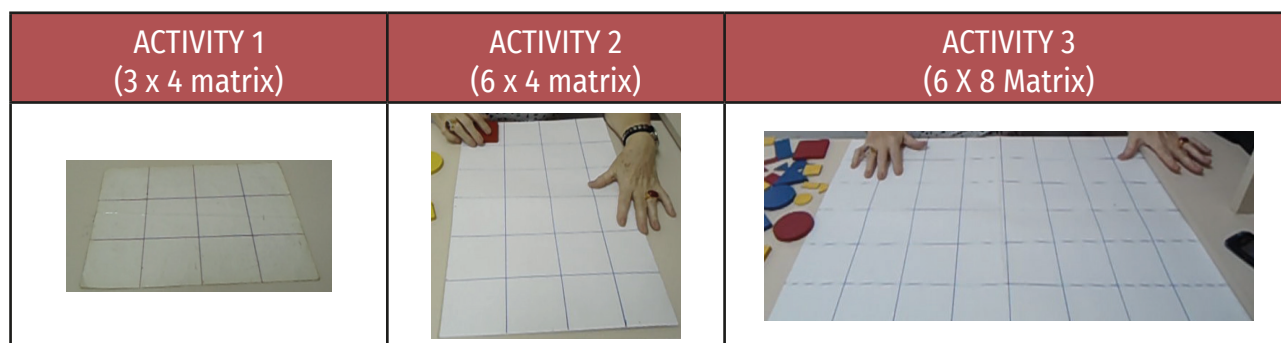 ACTIVITY 1
(3 x 4 matrix)
ACTIVITY 2
(6 x 4 matrix)
ACTIVITY 3
(6 X 8 Matrix)